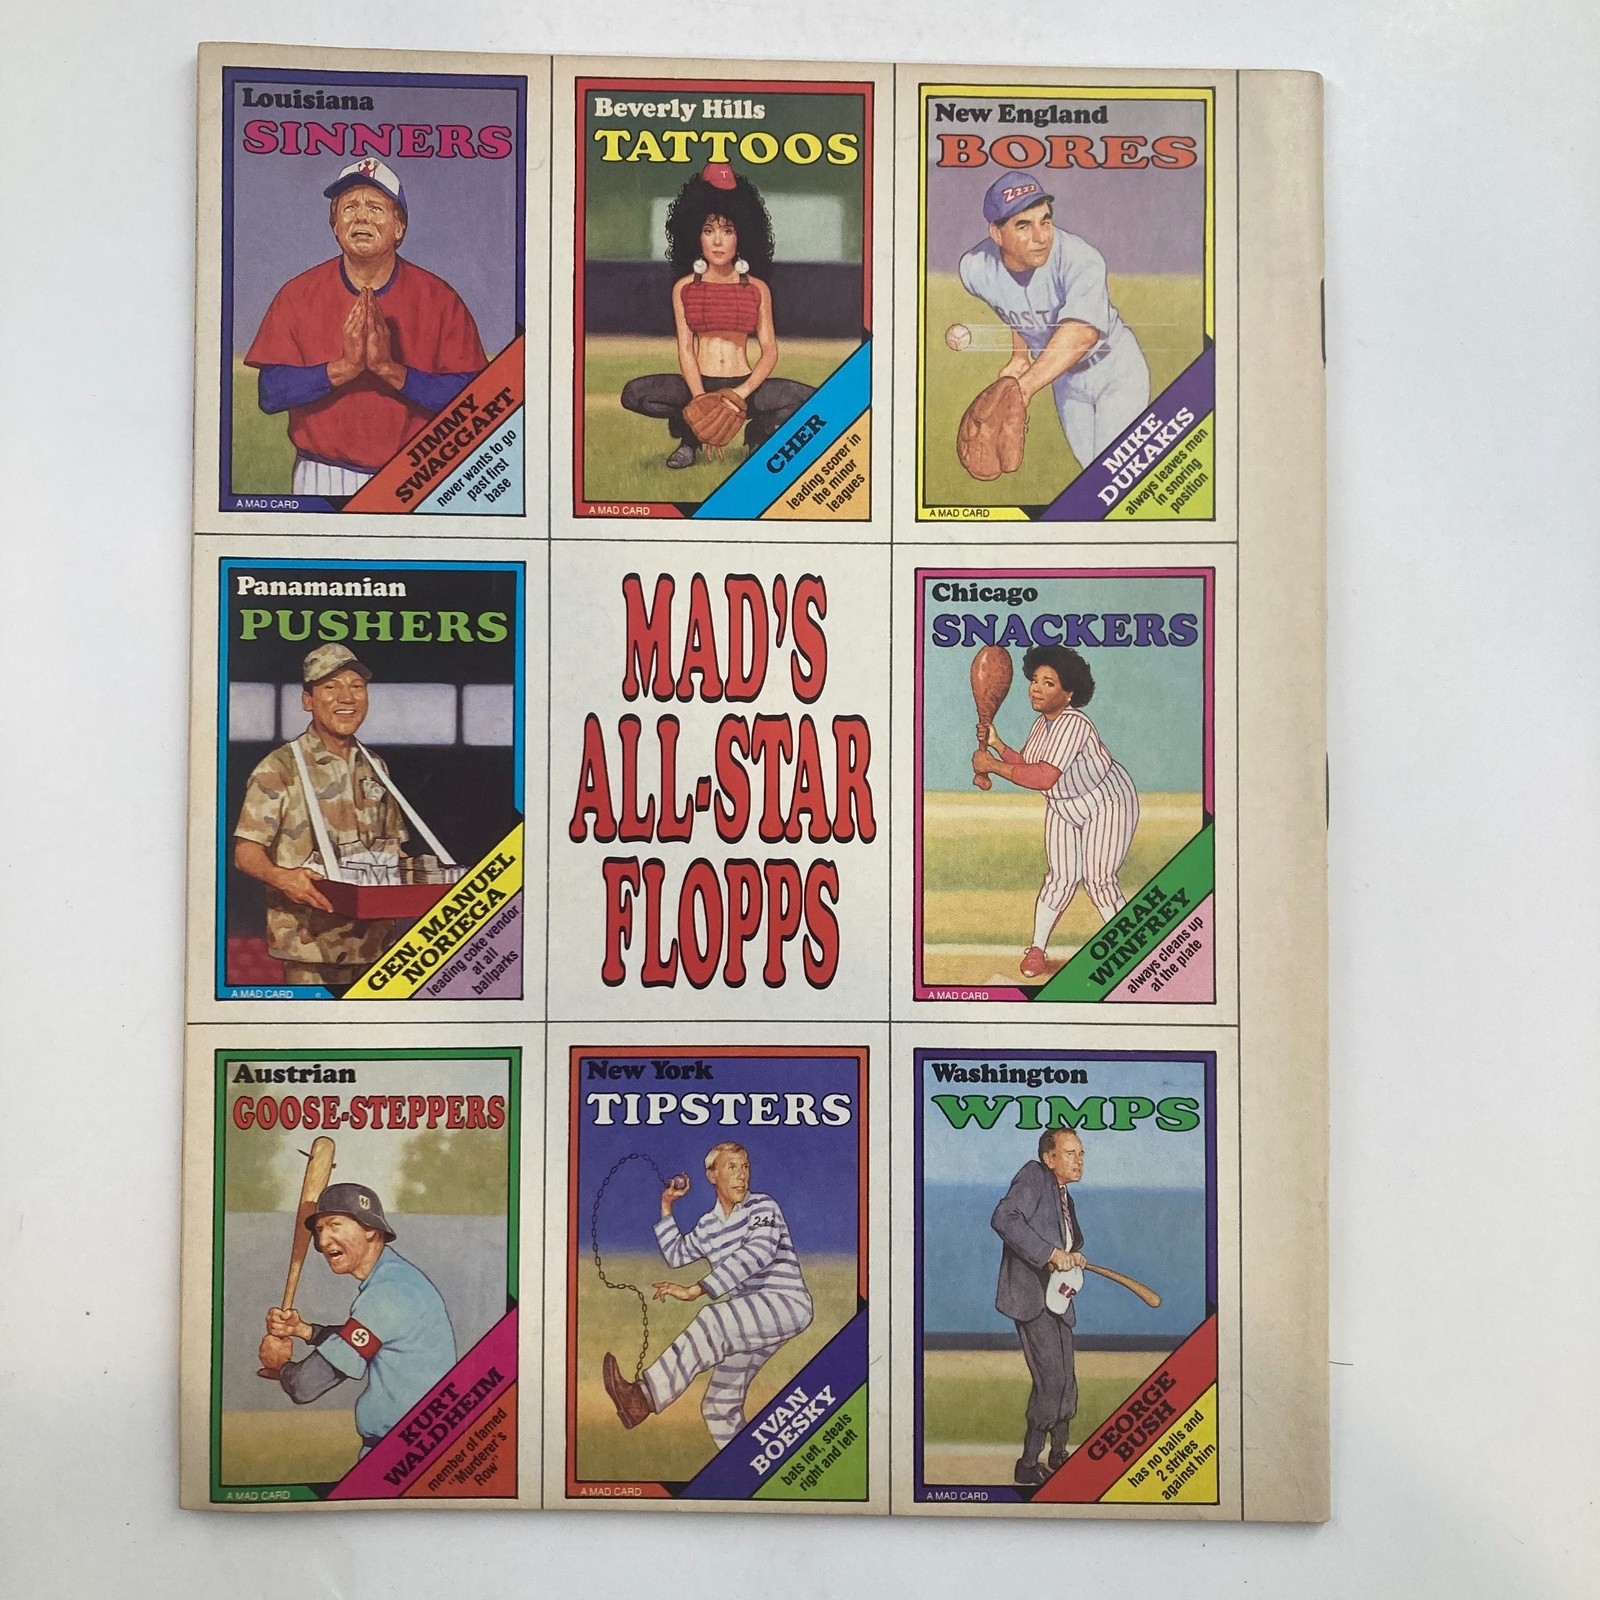 Louisiana
SINNERS
JIMMY
SWAGGART
never wants to go
past first
base
A MAD CARD
Beverly Hills
TATTOOS
T
CHER
leading scorer in
the minor
leagues
A MAD CARD
New England
BORES
Zzzz
BOST
MIKE
DUKAKIS
always leaves men
in snoring
position
A MAD CARD
Panamanian
PUSHERS
GEN. MANUEL
NORIEGA
leading coke vendor
at all
ballparks
A MAD CARD
MAD'S
ALL-STAR
FLOPPS
Chicago
SNACKERS
OPRAH
WINFREY
always cleans up
at the plate
A MAD CARD
Austrian
GOOSE-STEPPERS
KURT
WALDHEIM
member of famed
"Murderer's
Row"
A MAD CARD
New York
TIPSTERS
IVAN
BOESKY
bats left, steals
right and left
A MAD CARD
Washington
WIMPS
GEORGE
BUSH
has no balls and
2 strikes
against him
A MAD CARD